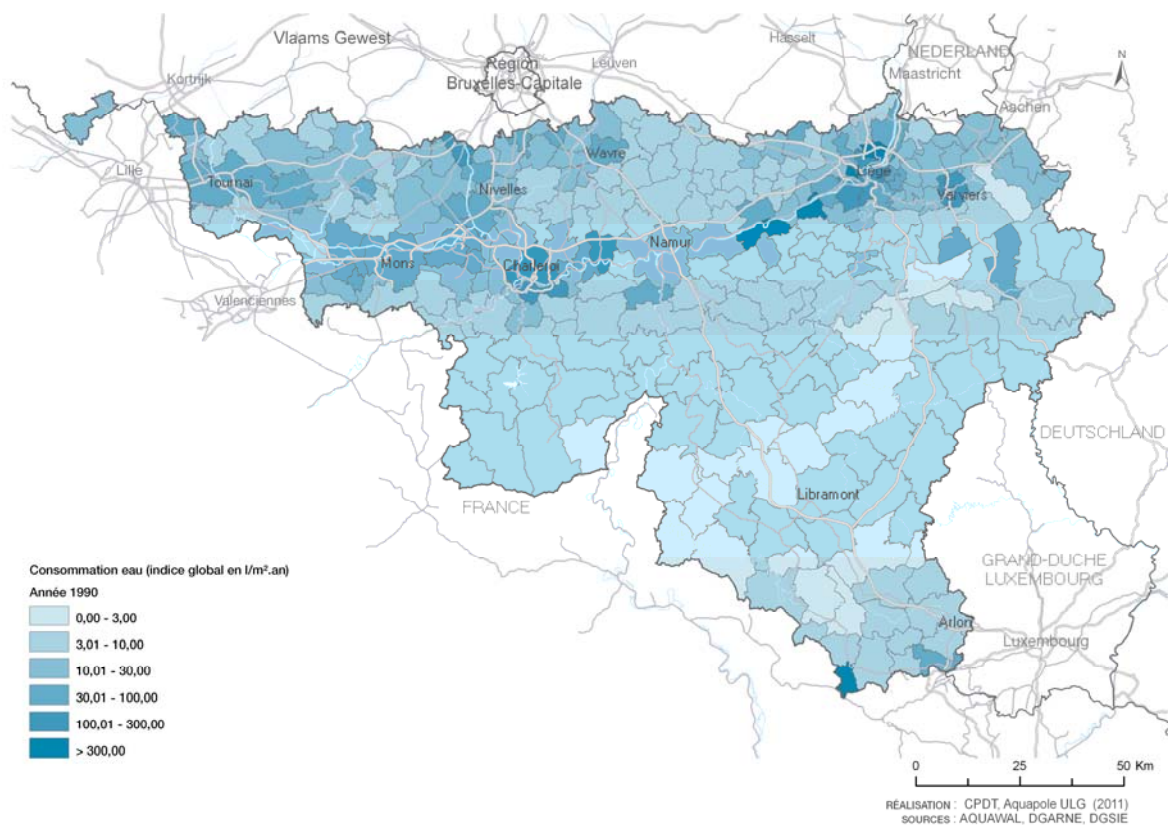 Vlaams Gewest
Hasselt
NEDERLAND
N
Région
Bruxelles-Capitale
Leuven
Maastricht
Kortrijk
Aachen
Lille
Wavre
Liège
Tournai
Nivelles
Verviers
Namur
Mons
Charleroi
Valenciennes
DEUTSCHLAND
Libramont
FRANCE
GRAND-DUCHE
LUXEMBOURG
Arlon
Luxembourg
Consommation eau (indice global en l/m².an)
Année 1990
0,00 - 3,00
3,01 - 10,00
10,01 - 30,00
30,01 - 100,00
100,01 - 300,00
> 300,00
0 25 50 Km
RÉALISATION : CPDT, Aquapole ULG (2011)
SOURCES : AQUAWAL, DGARNE, DGSIE